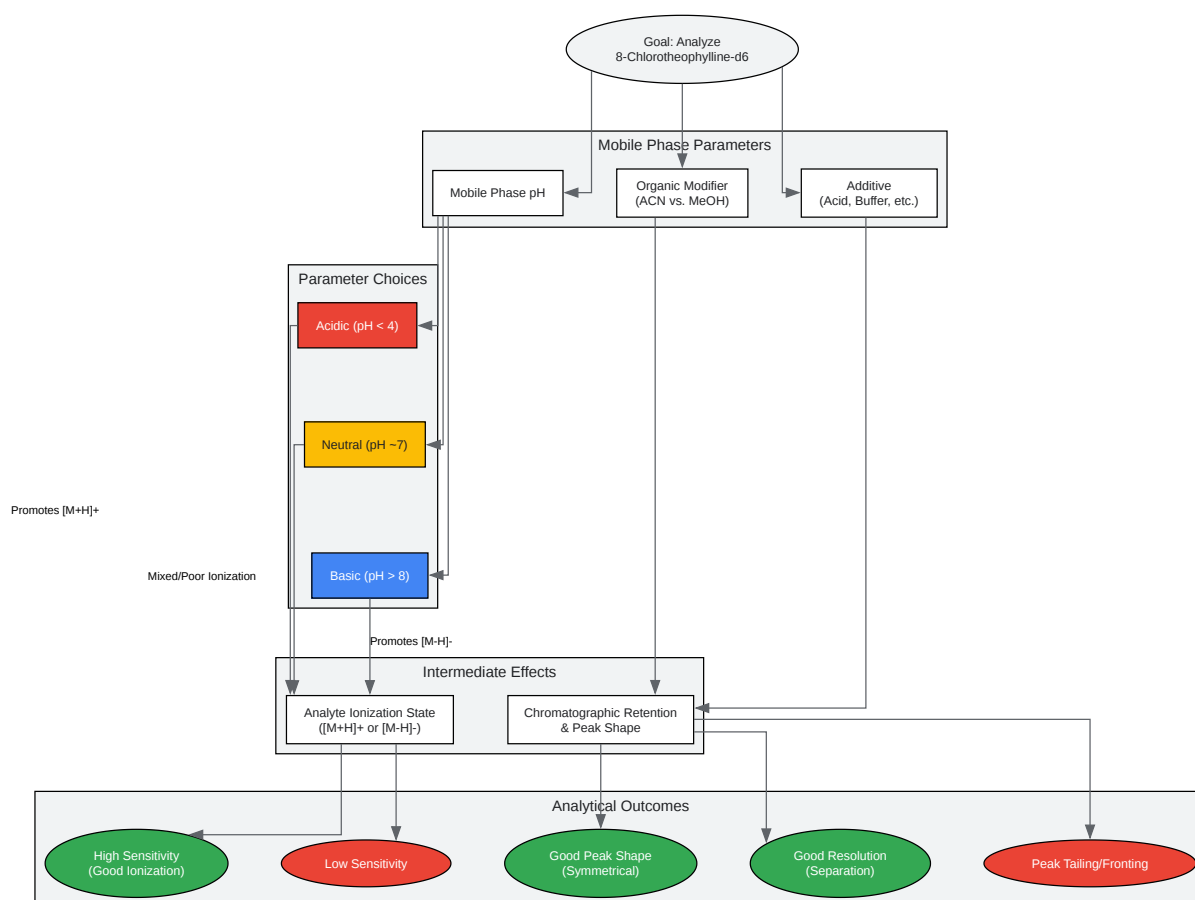 Goal: Analyze
8-Chlorotheophylline-d6
Mobile Phase Parameters
Mobile Phase pH
Organic Modifier
(ACN vs. MeOH)
Additive
(Acid, Buffer, etc.)
Parameter Choices
Acidic (pH < 4)
Neutral (pH ~7)
Promotes [M+H]+
Mixed/Poor Ionization
Basic (pH > 8)
Promotes [M-H]-
Intermediate Effects
Analyte Ionization State
([M+H]+ or [M-H]-)
Chromatographic Retention
& Peak Shape
Analytical Outcomes
High Sensitivity
(Good Ionization)
Low Sensitivity
Good Peak Shape
(Symmetrical)
Good Resolution
(Separation)
Peak Tailing/Fronting